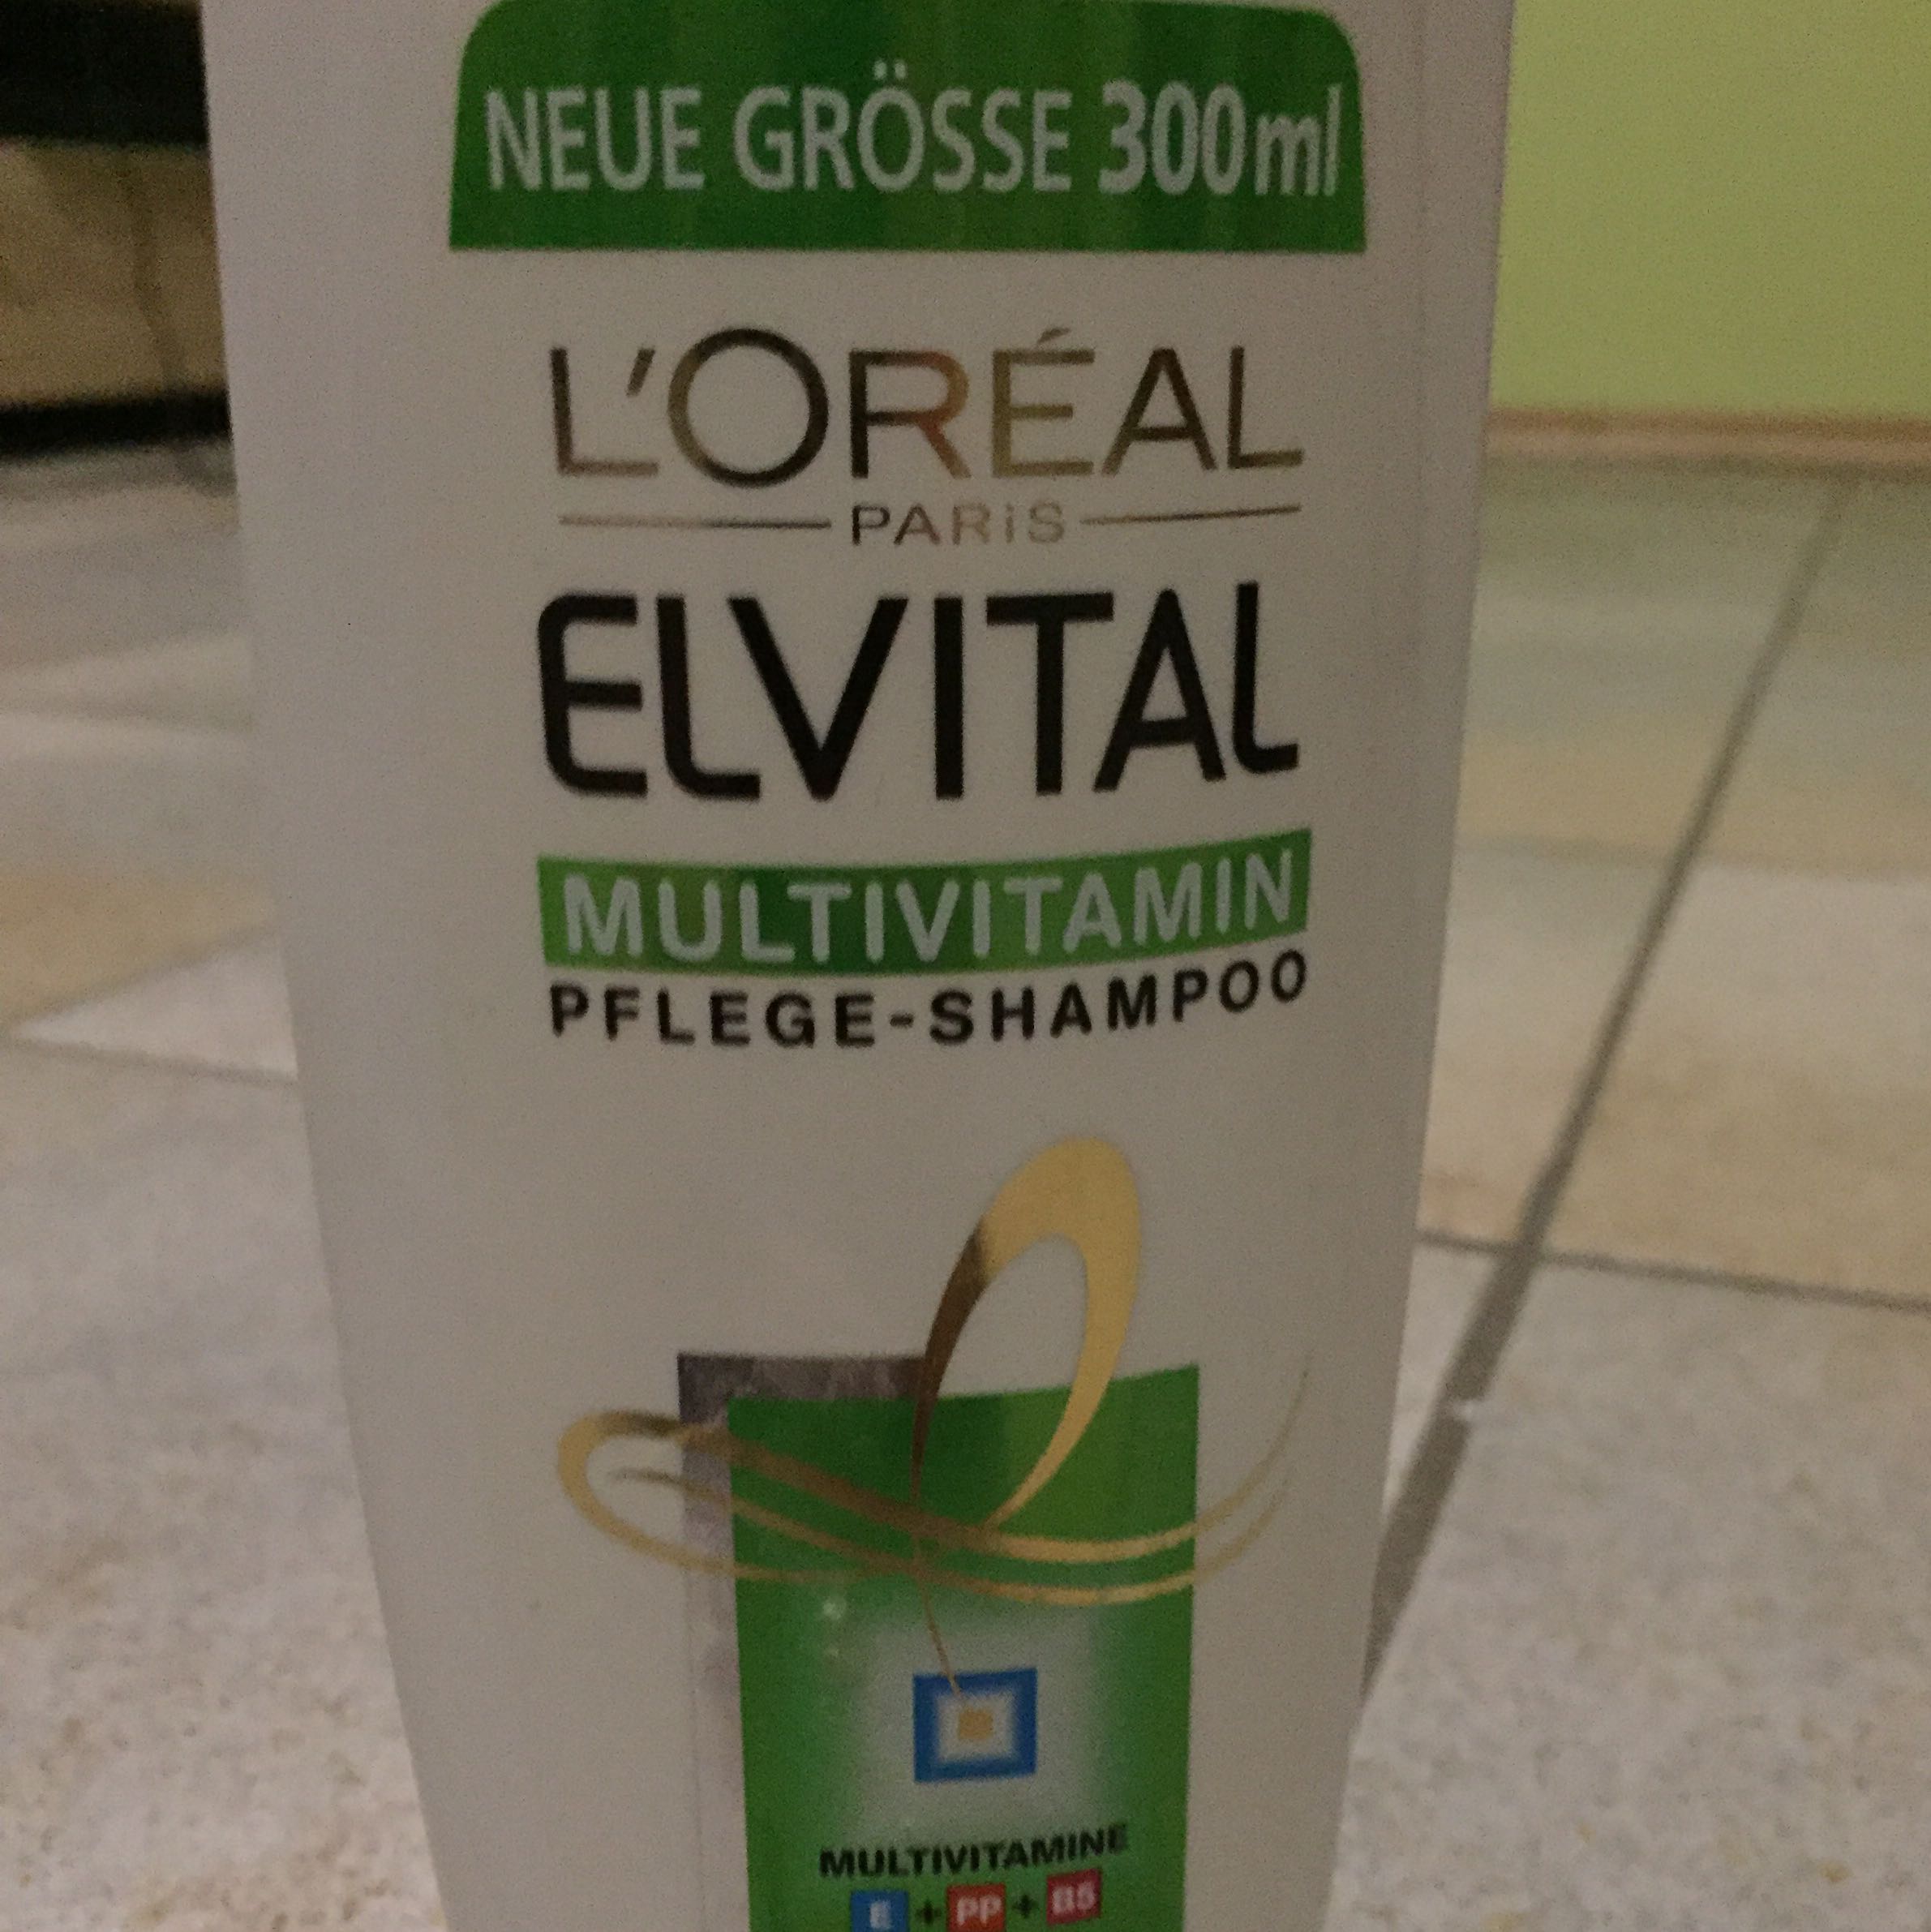 NEUE GRÖSSE 300ml
L'ORÉAL
PARiS
ELVITAL
MULTIVITAMIN
PFLEGE-SHAMPOO
MULTIVITAMINE
E + PP + B5